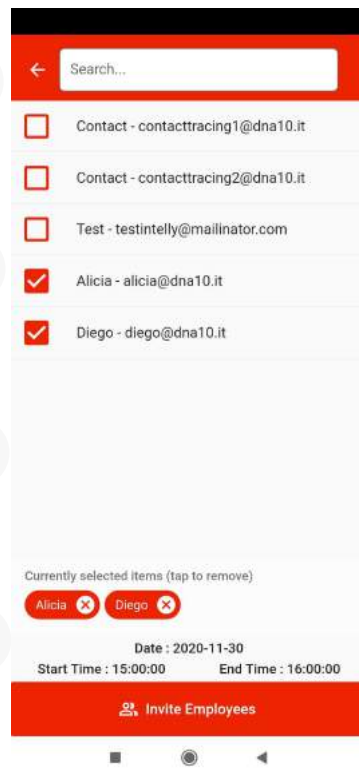 Search...
Contact - contacttracing1@dna10.it
Contact - contacttracing2@dna10.it
Test - testintelly@mailinator.com
Alicia - alicia@dna10.it
Diego - diego@dna10.it
Currently selected items (tap to remove)
Alicia Diego
Date : 2020-11-30
Start Time : 15:00:00 End Time : 16:00:00
Invite Employees